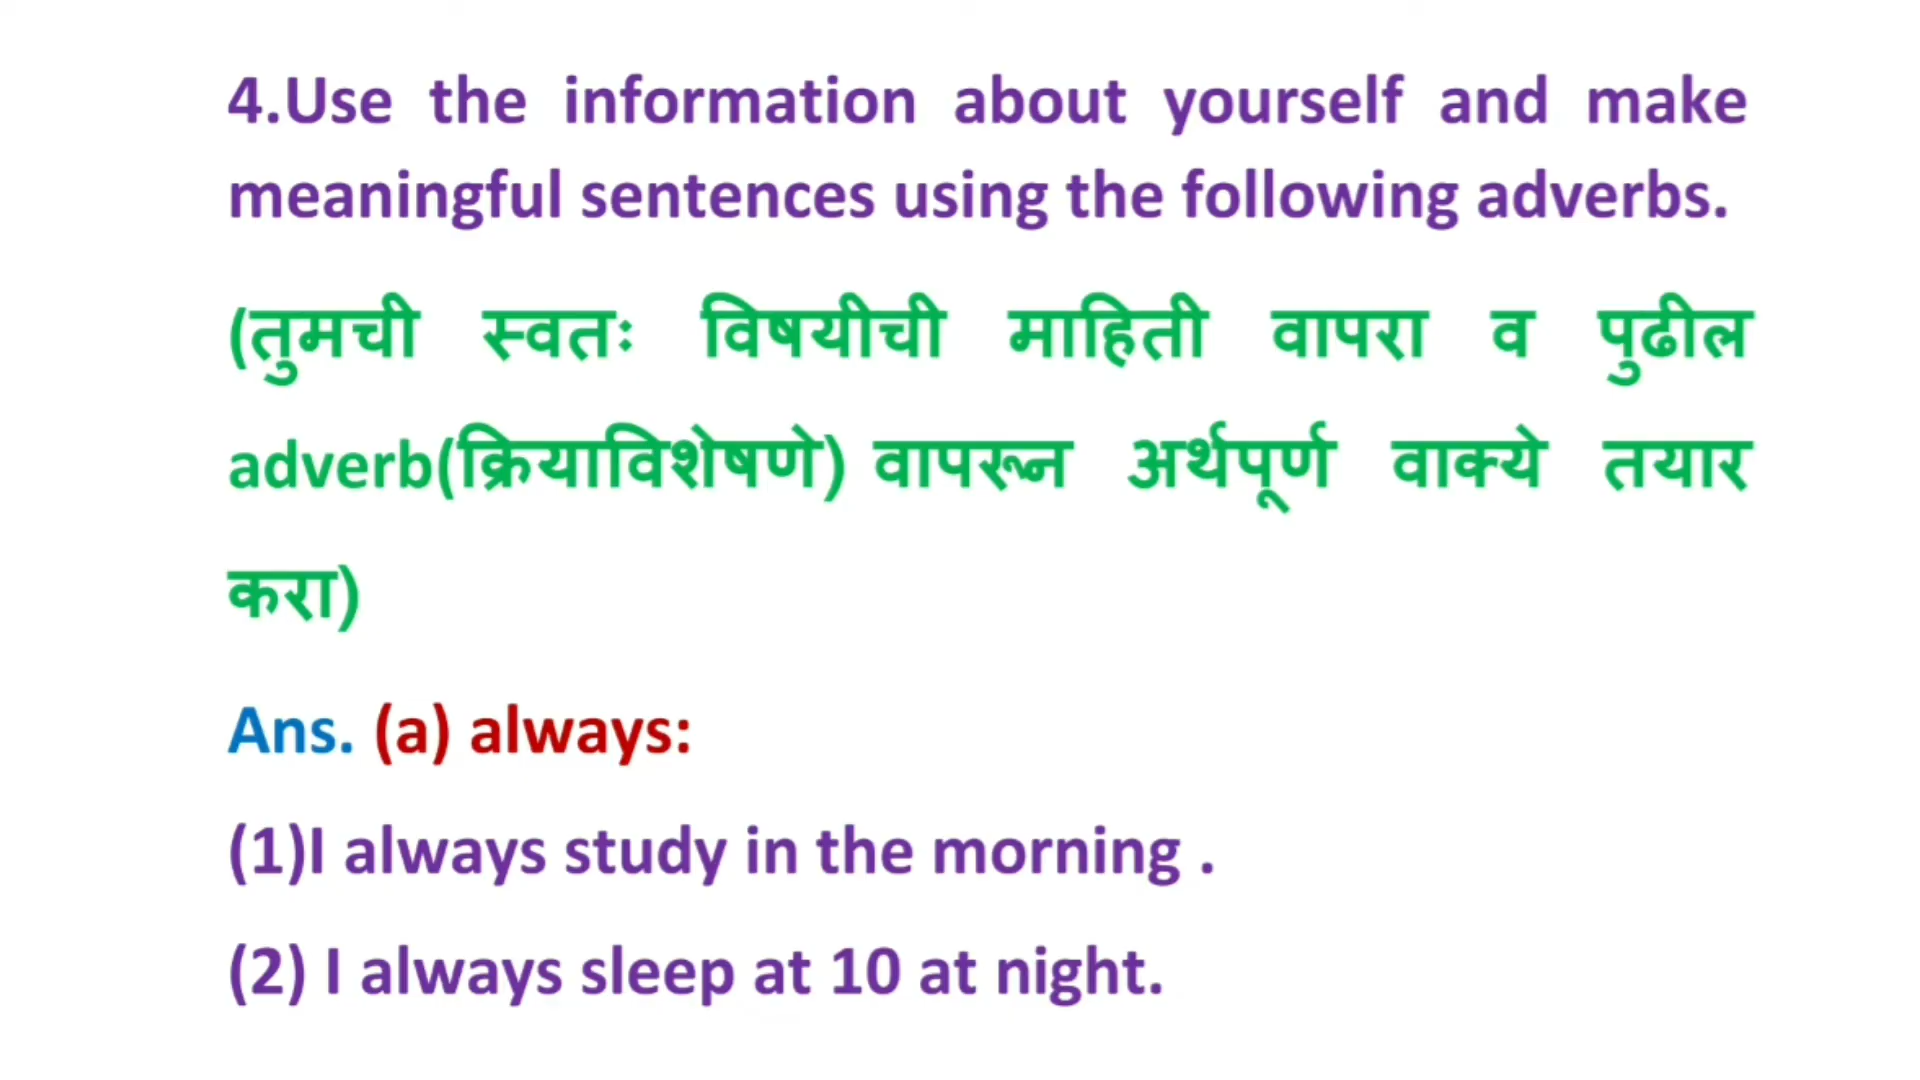 4.Use the information about yourself and make
meaningful sentences using the following adverbs.
(तुमची स्वतः विषयीची माहिती वापरा व पुढील
adverb(क्रियाविशेषणे) वापरून अर्थपूर्ण वाक्ये तयार
करा)
Ans. (a) always:
(1)I always study in the morning .
(2) I always sleep at 10 at night.